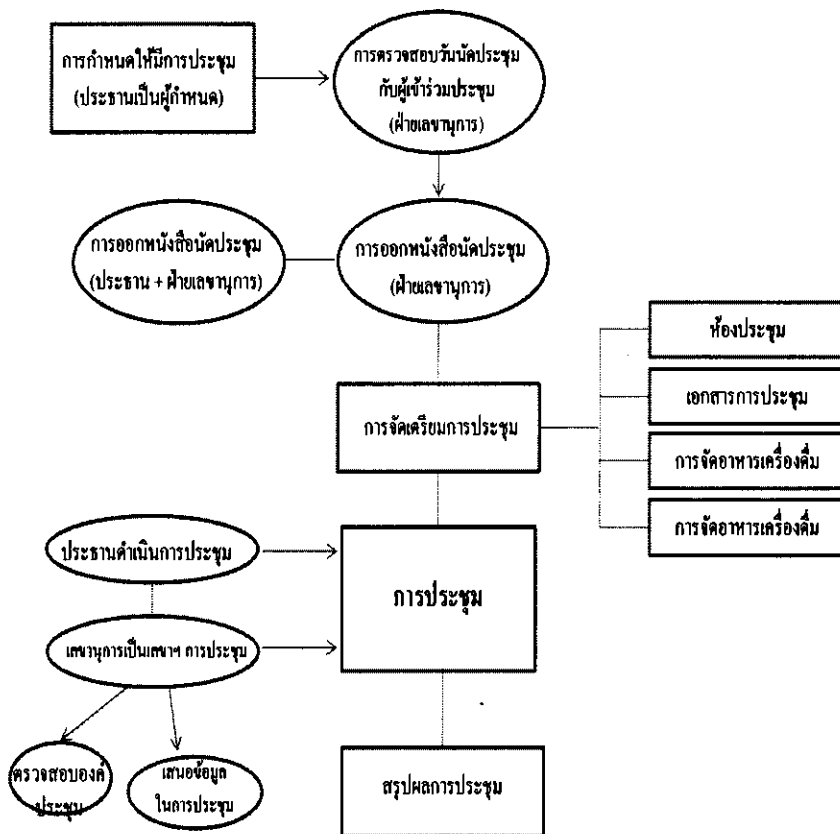 การกำหนดให้มีการประชุม
(ประธานเป็นผู้กำหนด)
การตรวจสอบวันนัดประชุม
กับผู้เข้าร่วมประชุม
(ฝ่ายเลขานุการ)
การออกหนังสือนัดประชุม
(ประธาน + ฝ่ายเลขานุการ)
การออกหนังสือนัดประชุม
(ฝ่ายเลขานุการ)
ห้องประชุม
เอกสารการประชุม
การจัดเตรียมการประชุม
การจัดอาหารเครื่องดื่ม
การจัดอาหารเครื่องดื่ม
ประธานดำเนินการประชุม
การประชุม
เลขานุการเป็นเลขาฯ การประชุม
ตรวจสอบองค์
ประชุม
เสนอข้อมูล
ในการประชุม
สรุปผลการประชุม